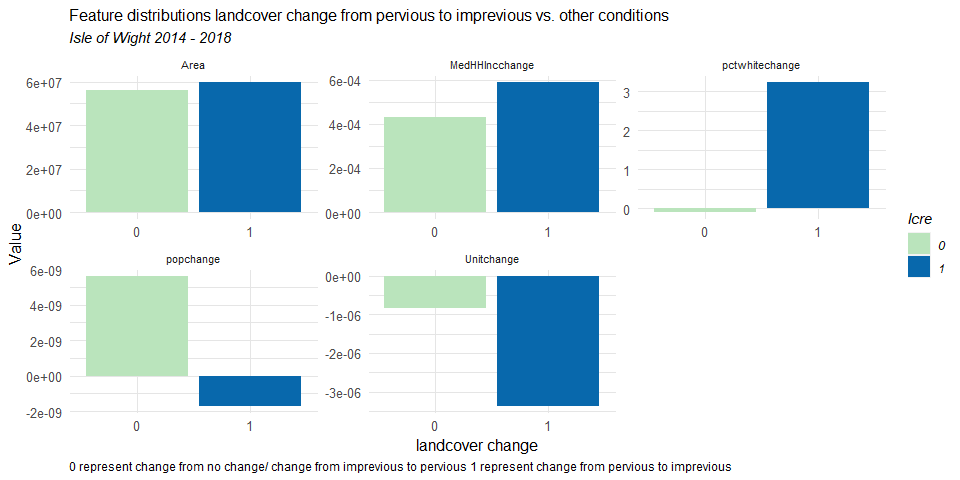 Feature distributions landcover change from pervious to imprevious vs. other conditions
Isle of Wight 2014 - 2018
Area
MedHHIncchange
pctwhitechange
6e+07
4e+07
2e+07
0e+00
0
1
6e-04
4e-04
2e-04
0e+00
0
1
3
2
1
0
0
1
Value
popchange
Unitchange
6e-09
4e-09
2e-09
0e+00
-2e-09
0
1
0e+00
-1e-06
-2e-06
-3e-06
0
1
lcre
0
1
landcover change
0 represent change from no change/ change from imprevious to pervious 1 represent change from pervious to imprevious